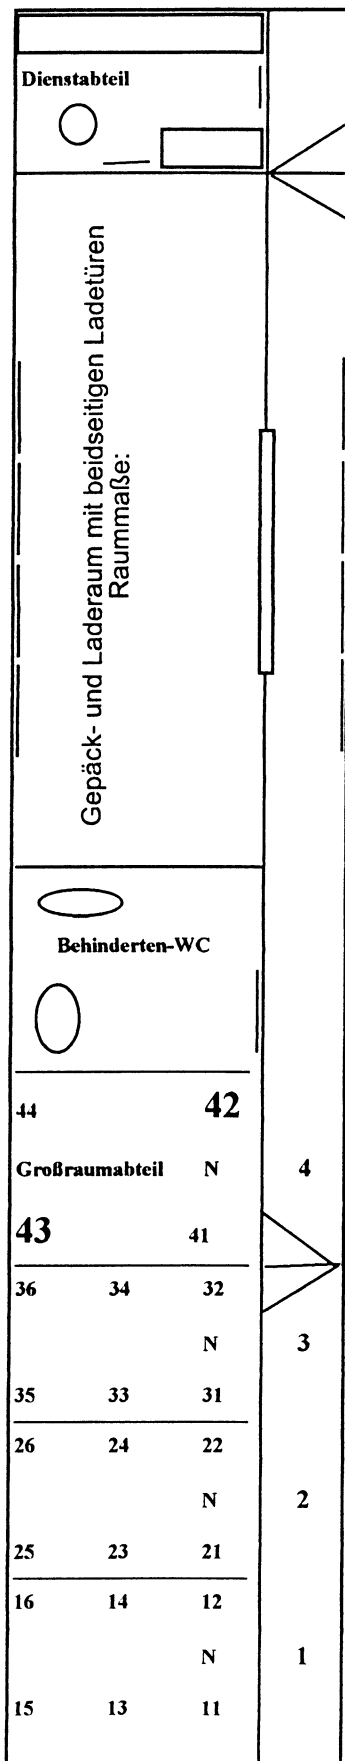 Dienstabteil
Gepäck- und Laderaum mit beidseitigen Ladetüren
Raummaße:
Behinderten-WC
44 42
Großraumabteil N 4
43 41
36 34 32
N 3
35 33 31
26 24 22
N 2
25 23 21
16 14 12
N 1
15 13 11